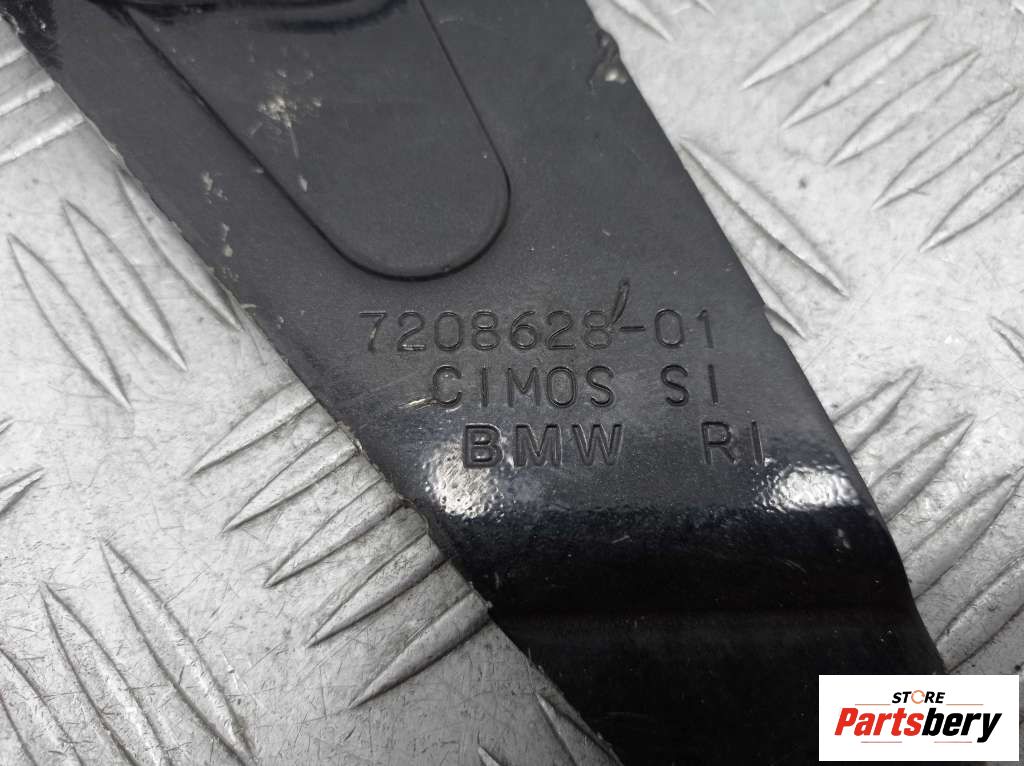 7208628-01
CIMOS SI
BMW RI
STORE
Partsbery